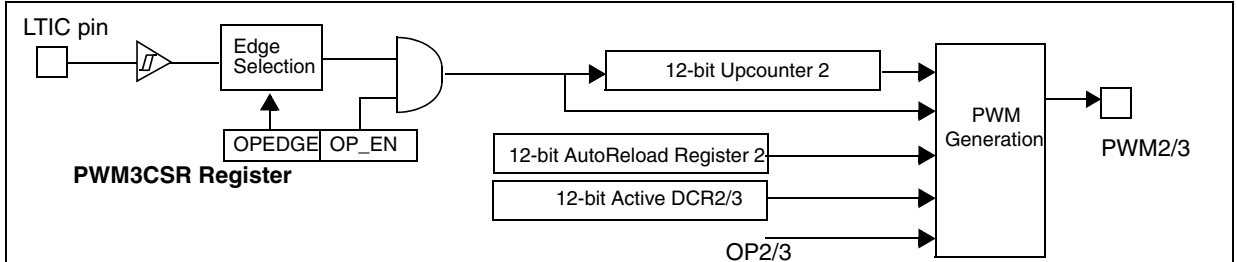 LTIC pin
Edge
Selection
12-bit Upcounter 2
PWM
Generation
OPEDGE OP_EN
12-bit AutoReload Register 2
PWM2/3
PWM3CSR Register
12-bit Active DCR2/3
OP2/3